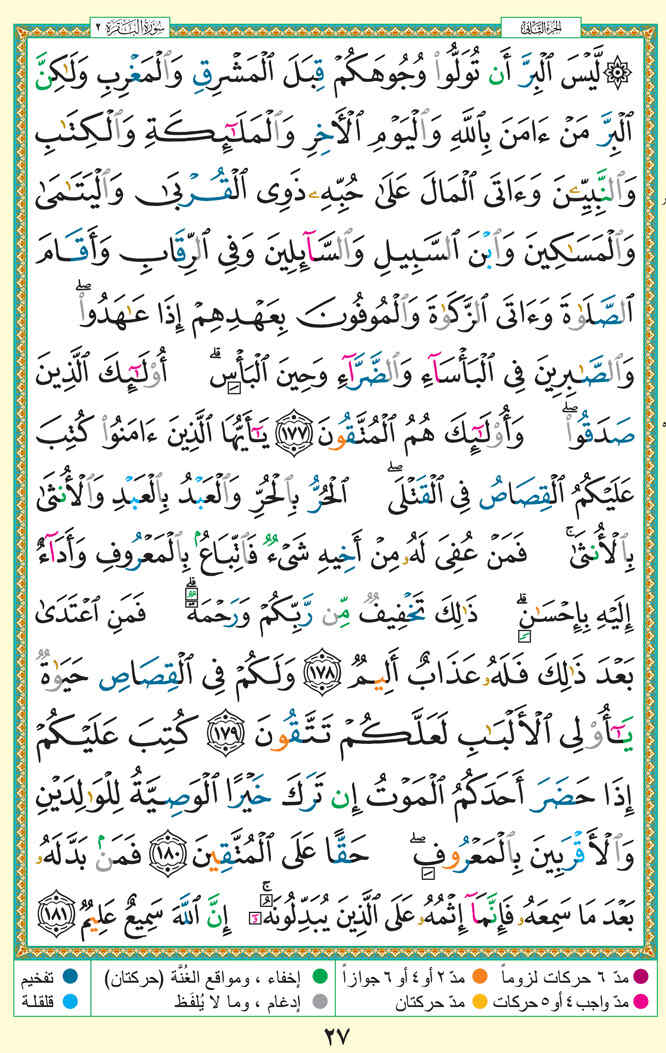 سُورَةُ البَقَرَةِ ٢
الجزء الثاني
۞ لَّيْسَ ٱلْبِرَّ أَن تُوَلُّوا۟ وُجُوهَكُمْ قِبَلَ ٱلْمَشْرِقِ وَٱلْمَغْرِبِ وَلَـٰكِنَّ
ٱلْبِرَّ مَنْ ءَامَنَ بِٱللَّهِ وَٱلْيَوْمِ ٱلْـَٔاخِرِ وَٱلْمَلَـٰٓئِكَةِ وَٱلْكِتَـٰبِ
وَٱلنَّبِيِّـۧنَ وَءَاتَى ٱلْمَالَ عَلَىٰ حُبِّهِۦ ذَوِى ٱلْقُرْبَىٰ وَٱلْيَتَـٰمَىٰ
وَٱلْمَسَـٰكِينَ وَٱبْنَ ٱلسَّبِيلِ وَٱلسَّآئِلِينَ وَفِى ٱلرِّقَابِ وَأَقَامَ
ٱلصَّلَوٰةَ وَءَاتَى ٱلزَّكَوٰةَ وَٱلْمُوفُونَ بِعَهْدِهِمْ إِذَا عَـٰهَدُوا۟ ۖ
وَٱلصَّـٰبِرِينَ فِى ٱلْبَأْسَآءِ وَٱلضَّرَّآءِ وَحِينَ ٱلْبَأْسِ ۗ أُو۟لَـٰٓئِكَ ٱلَّذِينَ
صَدَقُوا۟ ۖ وَأُو۟لَـٰٓئِكَ هُمُ ٱلْمُتَّقُونَ ١٧٧ يَـٰٓأَيُّهَا ٱلَّذِينَ ءَامَنُوا۟ كُتِبَ
عَلَيْكُمُ ٱلْقِصَاصُ فِى ٱلْقَتْلَى ۖ ٱلْحُرُّ بِٱلْحُرِّ وَٱلْعَبْدُ بِٱلْعَبْدِ وَٱلْأُنثَىٰ
بِٱلْأُنثَىٰ ۚ فَمَنْ عُفِىَ لَهُۥ مِنْ أَخِيهِ شَىْءٌ فَٱتِّبَاعٌۢ بِٱلْمَعْرُوفِ وَأَدَآءٌ
إِلَيْهِ بِإِحْسَـٰنٍ ۗ ذَٰلِكَ تَخْفِيفٌ مِّن رَّبِّكُمْ وَرَحْمَةٌ ۗ فَمَنِ ٱعْتَدَىٰ
بَعْدَ ذَٰلِكَ فَلَهُۥ عَذَابٌ أَلِيمٌ ١٧٨ وَلَكُمْ فِى ٱلْقِصَاصِ حَيَوٰةٌ
يَـٰٓأُو۟لِى ٱلْأَلْبَـٰبِ لَعَلَّكُمْ تَتَّقُونَ ١٧٩ كُتِبَ عَلَيْكُمْ
إِذَا حَضَرَ أَحَدَكُمُ ٱلْمَوْتُ إِن تَرَكَ خَيْرًا ٱلْوَصِيَّةُ لِلْوَٰلِدَيْنِ
وَٱلْأَقْرَبِينَ بِٱلْمَعْرُوفِ ۖ حَقًّا عَلَى ٱلْمُتَّقِينَ ١٨٠ فَمَنۢ بَدَّلَهُۥ
بَعْدَ مَا سَمِعَهُۥ فَإِنَّمَآ إِثْمُهُۥ عَلَى ٱلَّذِينَ يُبَدِّلُونَهُۥٓ ۚ إِنَّ ٱللَّهَ سَمِيعٌ عَلِيمٌ ١٨١
مدّ ٦ حركات لزوماً
مدّ ٢ أو ٤ أو ٦ جوازاً
إخفاء ، ومواقع الغُنَّة (حركتان)
تفخيم
مدّ واجب ٤ أو ٥ حركات
مدّ حركتان
إدغام ، وما لا يُلفَظ
قلقلة
٢٧